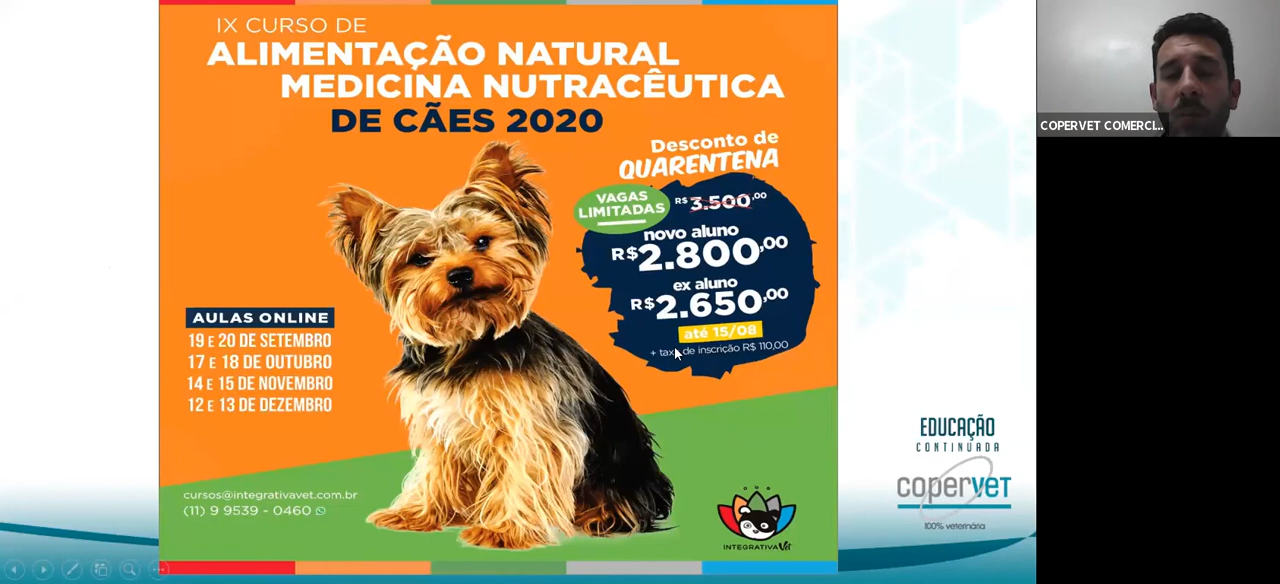 IX CURSO DE
ALIMENTAÇÃO NATURAL
MEDICINA NUTRACÊUTICA
DE CÃES 2020
Desconto de
QUARENTENA
VAGAS
LIMITADAS
R$ 3.500,00
novo aluno
R$2.800,00
ex aluno
R$2.650,00
até 15/08
+ taxa de inscrição R$ 110,00
AULAS ONLINE
19 E 20 DE SETEMBRO
17 E 18 DE OUTUBRO
14 E 15 DE NOVEMBRO
12 E 13 DE DEZEMBRO
cursos@integrativavet.com.br
(11) 9 9539 - 0460
INTEGRATIVA Vet
EDUCAÇÃO
CONTINUADA
copervet
100% veterinária
COPERVET COMERCI...